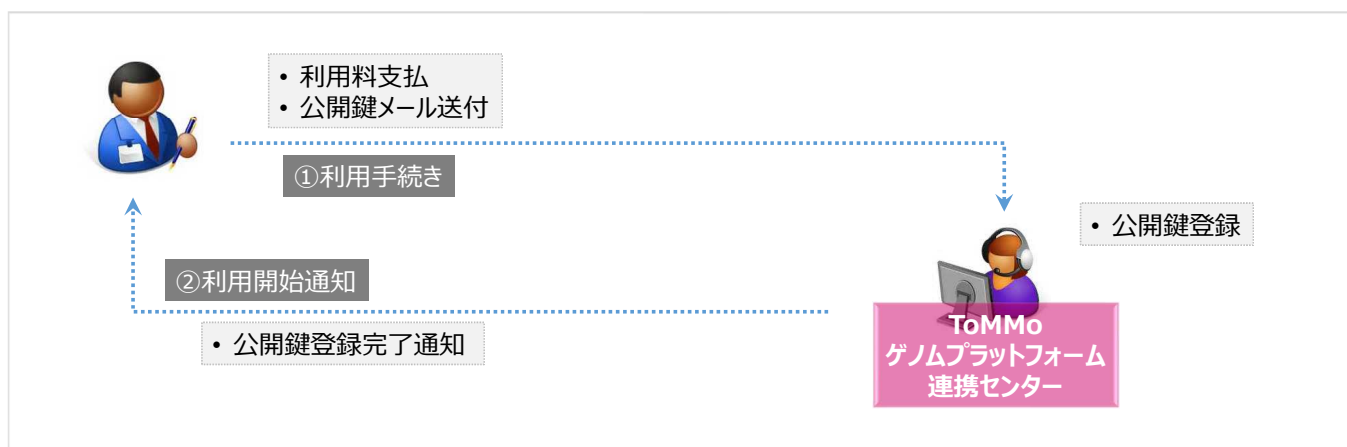 • 利用料支払
• 公開鍵メール送付
①利用手続き
• 公開鍵登録
②利用開始通知
• 公開鍵登録完了通知
ToMMo
ゲノムプラットフォーム
連携センター